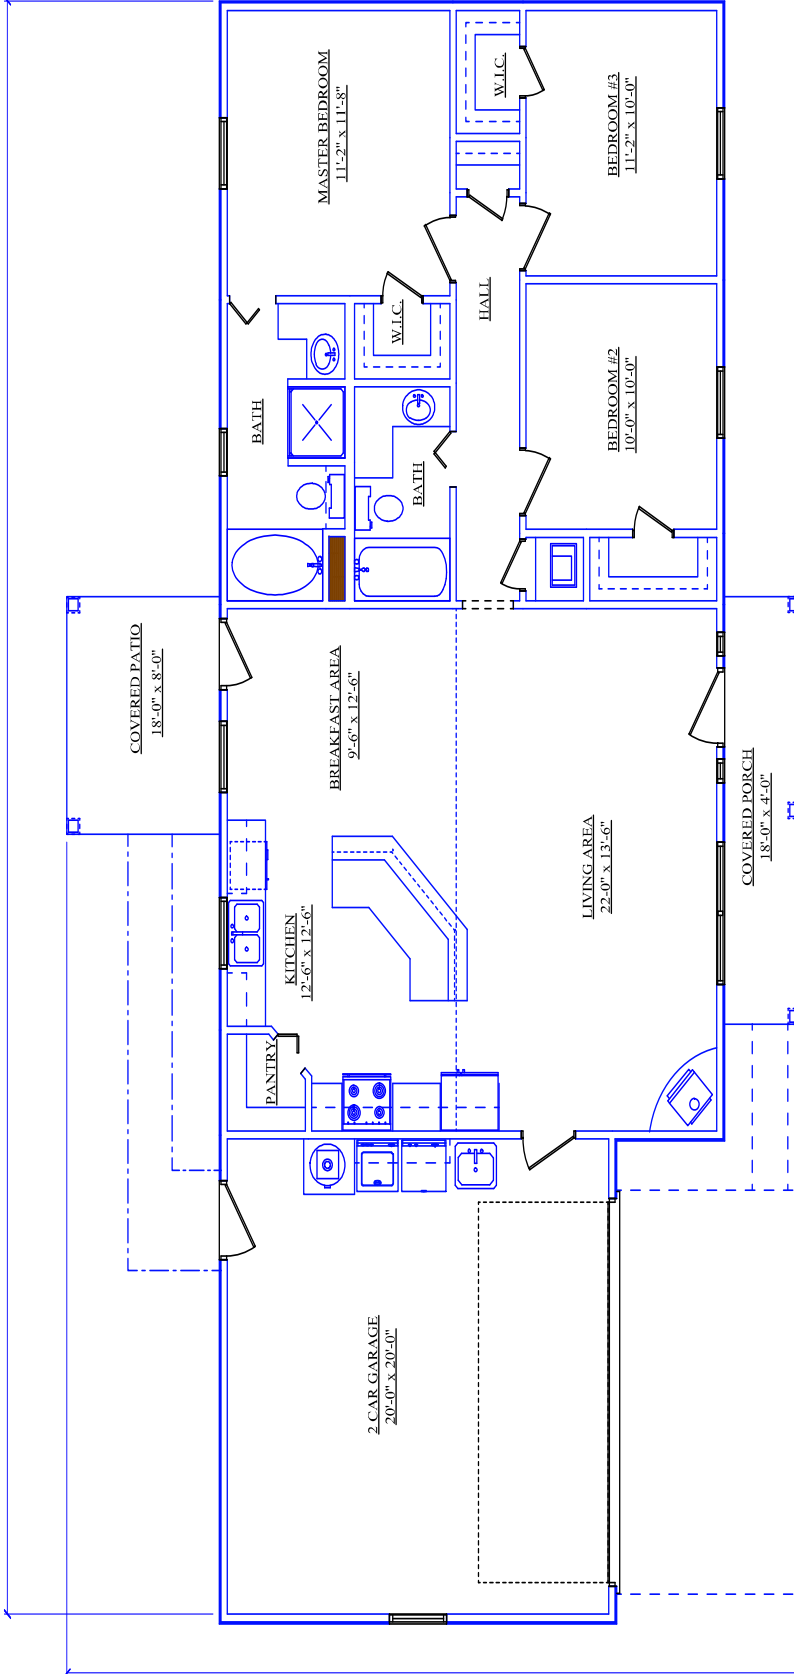 MASTER BEDROOM
11'-2" x 11'-8"
W.I.C.
BEDROOM #3
11'-2" x 10'-0"
HALL
W.I.C.
BATH
BATH
BEDROOM #2
10'-0" x 10'-0"
COVERED PATIO
18'-0" x 8'-0"
BREAKFAST AREA
9'-6" x 12'-6"
KITCHEN
12'-6" x 12'-6"
LIVING AREA
22-0" x 13'-6"
COVERED PORCH
18'-0" x 4'-0"
PANTRY
2 CAR GARAGE
20'-0" x 20'-0"